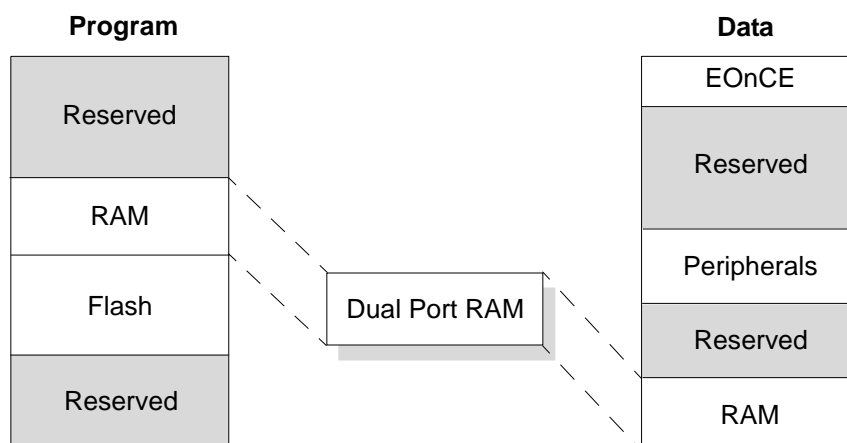 Program
Reserved
RAM
Flash
Reserved
Dual Port RAM
Data
EOnCE
Reserved
Peripherals
Reserved
RAM